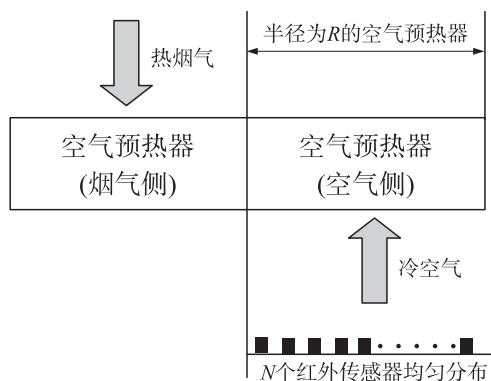 热烟气
半径为R的空气预热器
空气预热器
(烟气侧)
空气预热器
(空气侧)
冷空气
N个红外传感器均匀分布